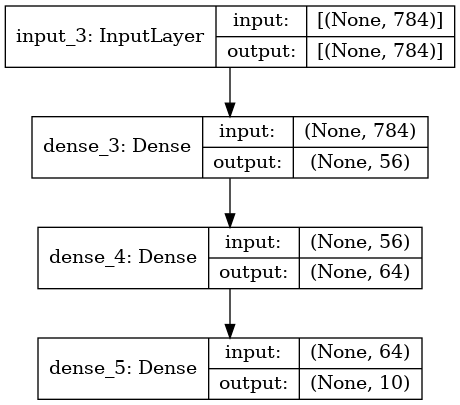 input_3: InputLayer
input: [(None, 784)]
output: [(None, 784)]
dense_3: Dense
input: (None, 784)
output: (None, 56)
dense_4: Dense
input: (None, 56)
output: (None, 64)
dense_5: Dense
input: (None, 64)
output: (None, 10)